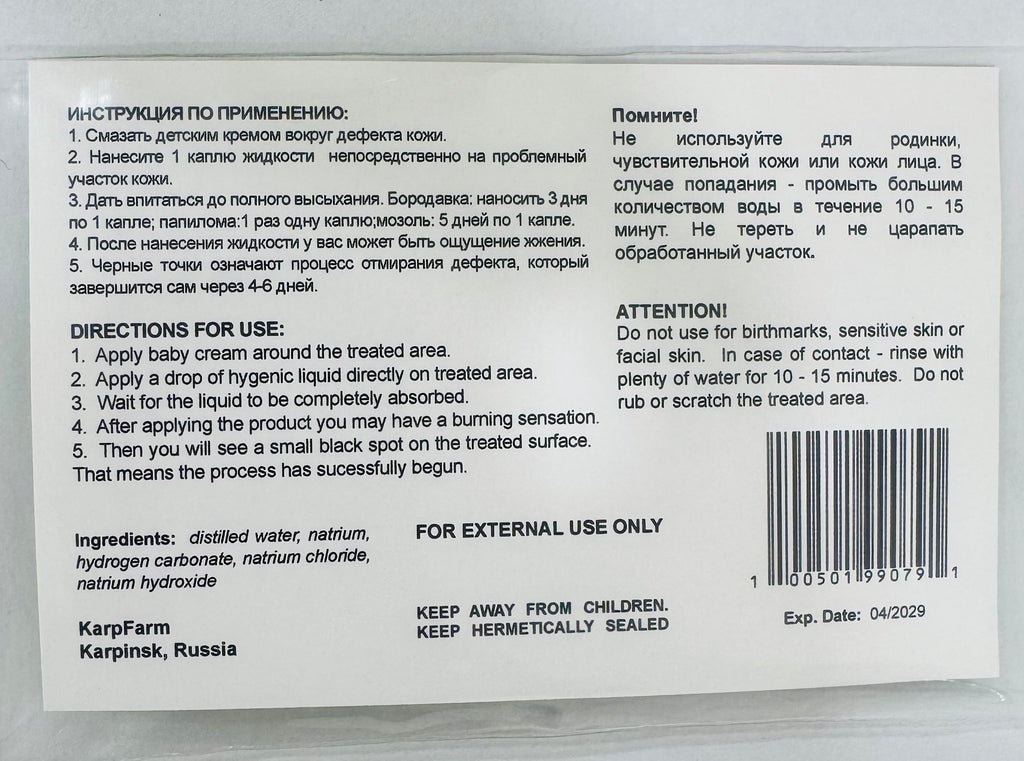 ИНСТРУКЦИЯ ПО ПРИМЕНЕНИЮ:
1. Смазать детским кремом вокруг дефекта кожи.
2. Нанесите 1 каплю жидкости непосредственно на проблемный
участок кожи.
3. Дать впитаться до полного высыхания. Бородавка: наносить 3 дня
по 1 капле; папилома:1 раз одну каплю;мозоль: 5 дней по 1 капле.
4. После нанесения жидкости у вас может быть ощущение жжения.
5. Черные точки означают процесс отмирания дефекта, который
завершится сам через 4-6 дней.
DIRECTIONS FOR USE:
1. Apply baby cream around the treated area.
2. Apply a drop of hygenic liquid directly on treated area.
3. Wait for the liquid to be completely absorbed.
4. After applying the product you may have a burning sensation.
5. Then you will see a small black spot on the treated surface.
That means the process has sucessfully begun.
Ingredients: distilled water, natrium,
hydrogen carbonate, natrium chloride,
natrium hydroxide
KarpFarm
Karpinsk, Russia
FOR EXTERNAL USE ONLY
KEEP AWAY FROM CHILDREN.
KEEP HERMETICALLY SEALED
Помните!
Не используйте для родинки,
чувствительной кожи или кожи лица. В
случае попадания - промыть большим
количеством воды в течение 10 - 15
минут. Не тереть и не царапать
обработанный участок.
ATTENTION!
Do not use for birthmarks, sensitive skin or
facial skin. In case of contact - rinse with
plenty of water for 10 - 15 minutes. Do not
rub or scratch the treated area.
1 00501 99079 1
Exp. Date: 04/2029